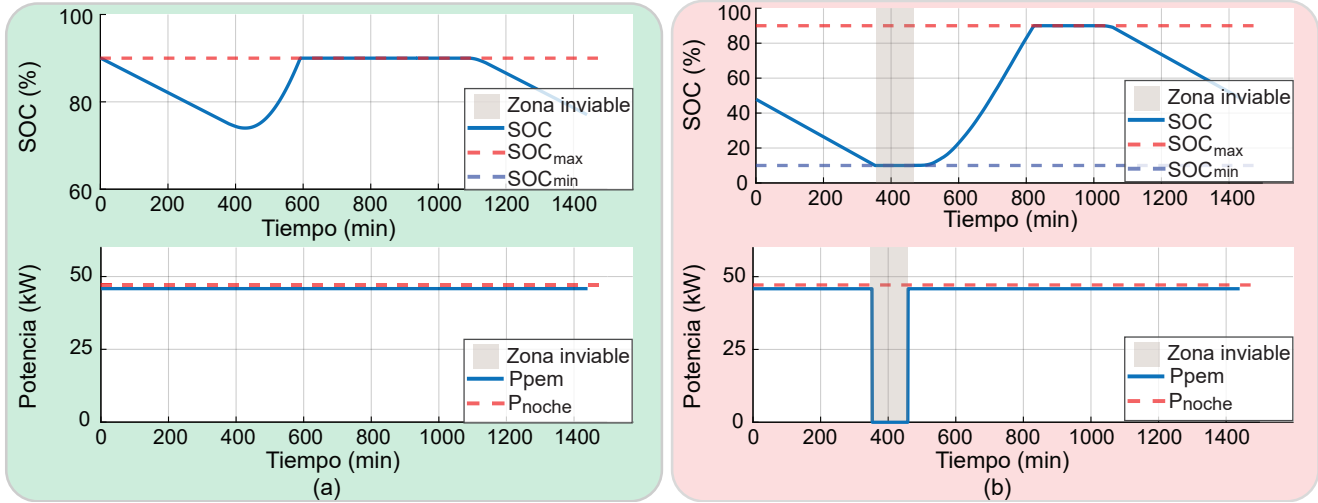 100
80
60
SOC (%)
0 200 400 600 800 1000 1200 1400
Tiempo (min)
Zona inviable
SOC
SOCmax
SOCmin
50
25
0
Potencia (kW)
0 200 400 600 800 1000 1200 1400
Tiempo (min)
Zona inviable
Ppem
Pnoche
(a)
100
80
60
40
20
0
SOC (%)
0 200 400 600 800 1000 1200 1400
Tiempo (min)
Zona inviable
SOC
SOCmax
SOCmin
50
25
0
Potencia (kW)
0 200 400 600 800 1000 1200 1400
Tiempo (min)
Zona inviable
Ppem
Pnoche
(b)